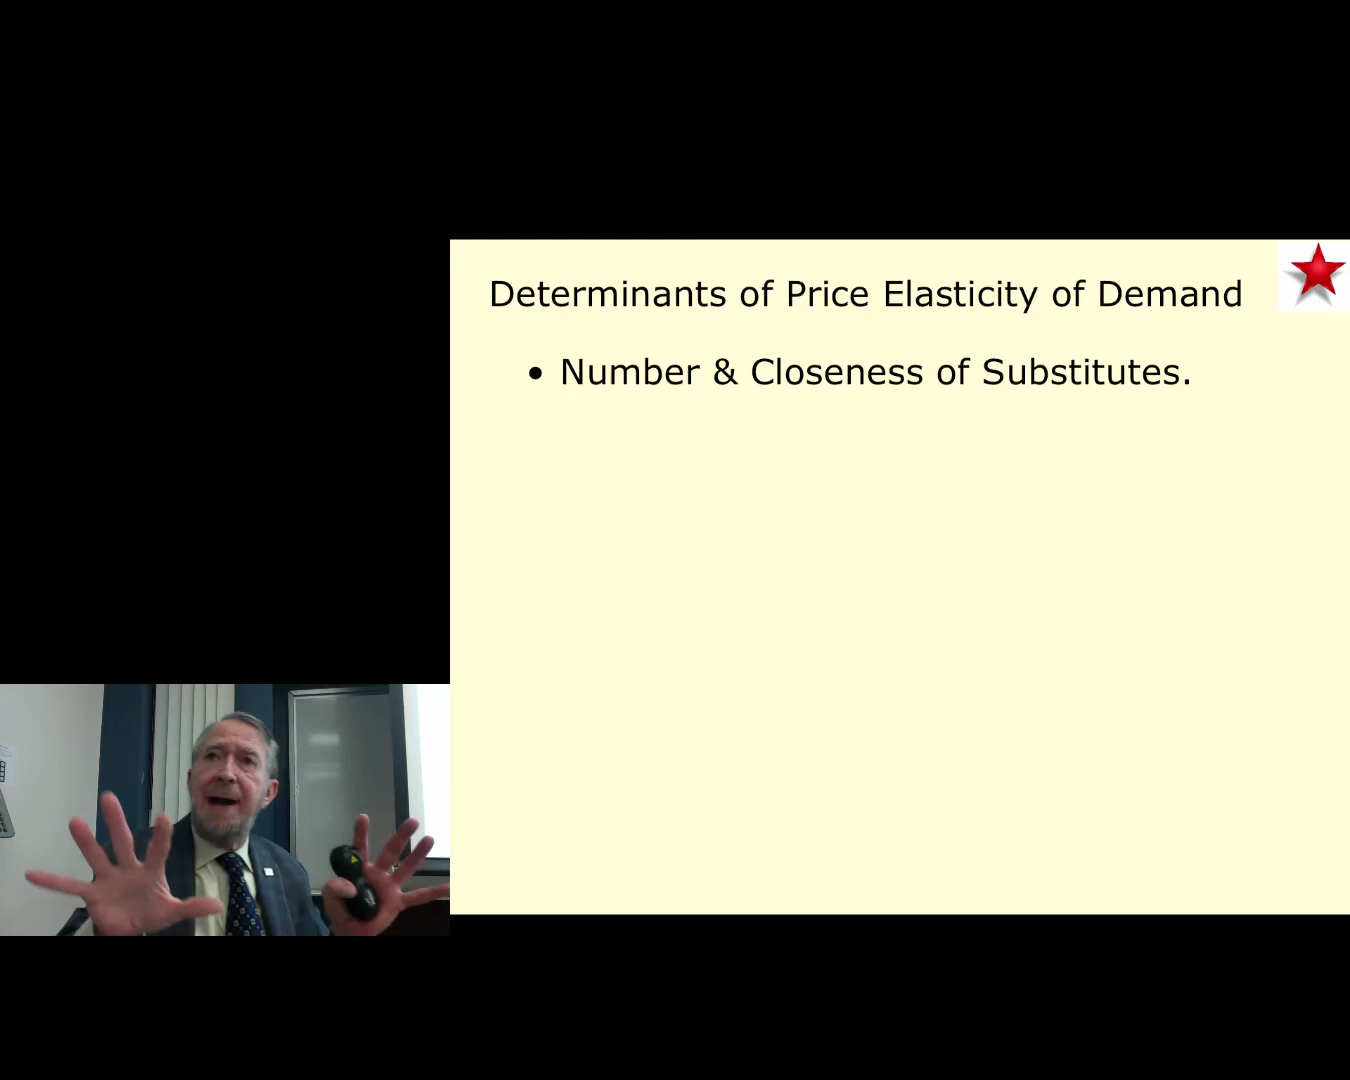 Determinants of Price Elasticity of Demand
• Number & Closeness of Substitutes.